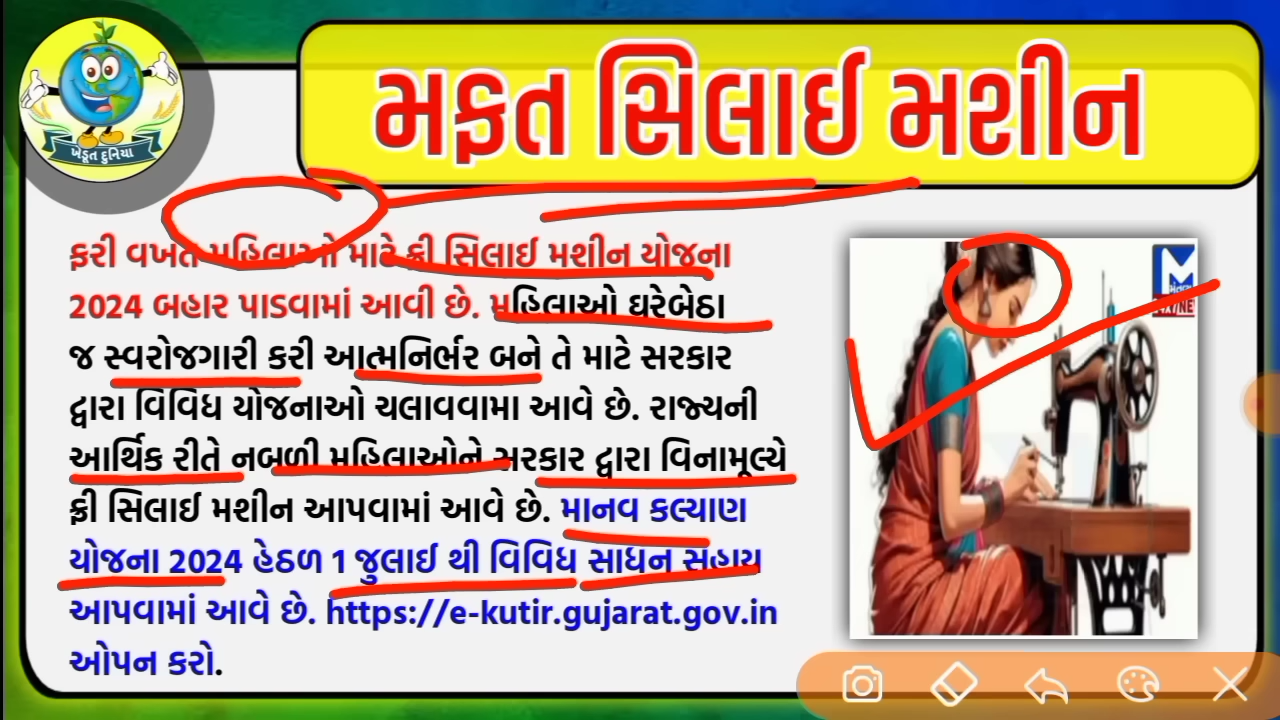 ખેડૂત દુનિયા
મફત સિલાઈ મશીન
ફરી વખત મહિલાઓ માટે ફ્રી સિલાઈ મશીન યોજના
2024 બહાર પાડવામાં આવી છે. મહિલાઓ ઘરેબેઠા
જ સ્વરોજગારી કરી આત્મનિર્ભર બને તે માટે સરકાર
દ્વારા વિવિધ યોજનાઓ ચલાવવામા આવે છે. રાજ્યની
આર્થિક રીતે નબળી મહિલાઓને સરકાર દ્વારા વિનામૂલ્યે
ફ્રી સિલાઈ મશીન આપવામાં આવે છે. માનવ કલ્યાણ
યોજના 2024 હેઠળ 1 જુલાઈ થી વિવિધ સાધન સહાય
આપવામાં આવે છે. https://e-kutir.gujarat.gov.in
ઓપન કરો.